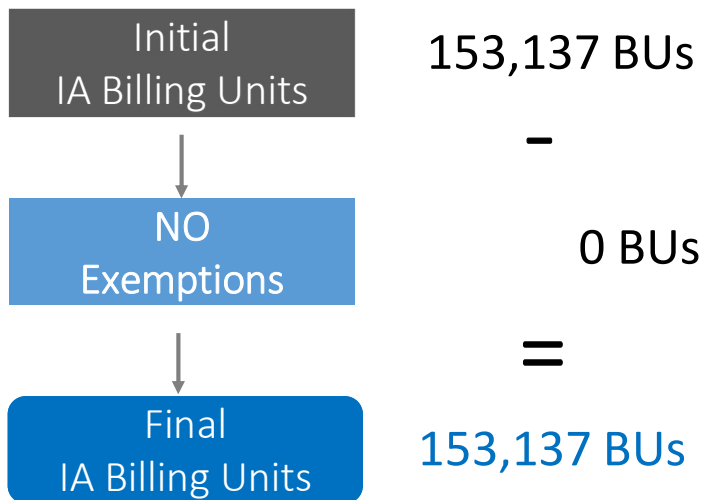 Initial
IA Billing Units
153,137 BUs
-
NO
Exemptions
0 BUs
=
Final
IA Billing Units
153,137 BUs